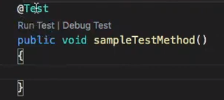 @Test
Run Test | Debug Test
public void sampleTestMethod()
{
}